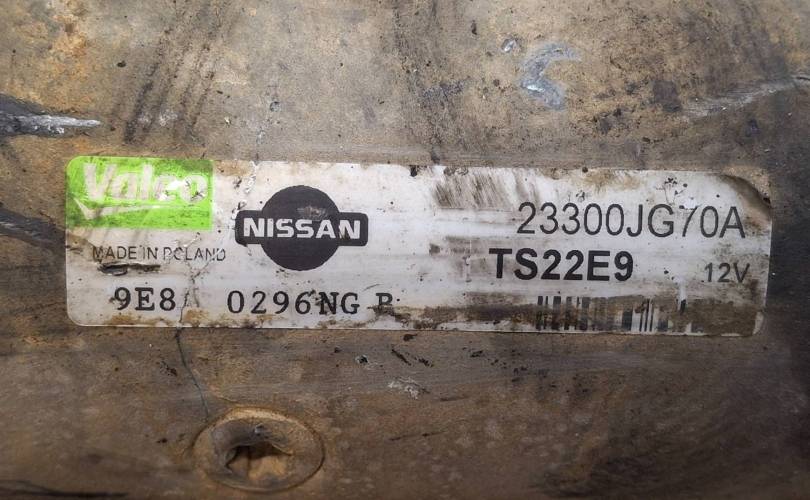 Valeo
NISSAN
23300JG70A
MADE IN POLAND
TS22E9 12V
9E8 0296NG B